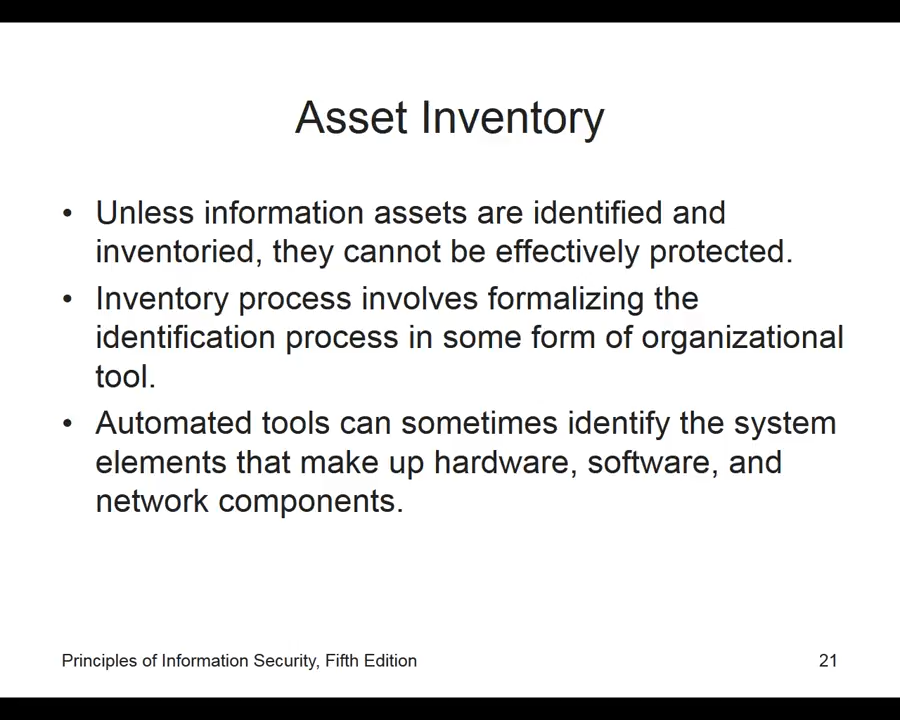 Asset Inventory
• Unless information assets are identified and
inventoried, they cannot be effectively protected.
• Inventory process involves formalizing the
identification process in some form of organizational
tool.
• Automated tools can sometimes identify the system
elements that make up hardware, software, and
network components.
Principles of Information Security, Fifth Edition 21